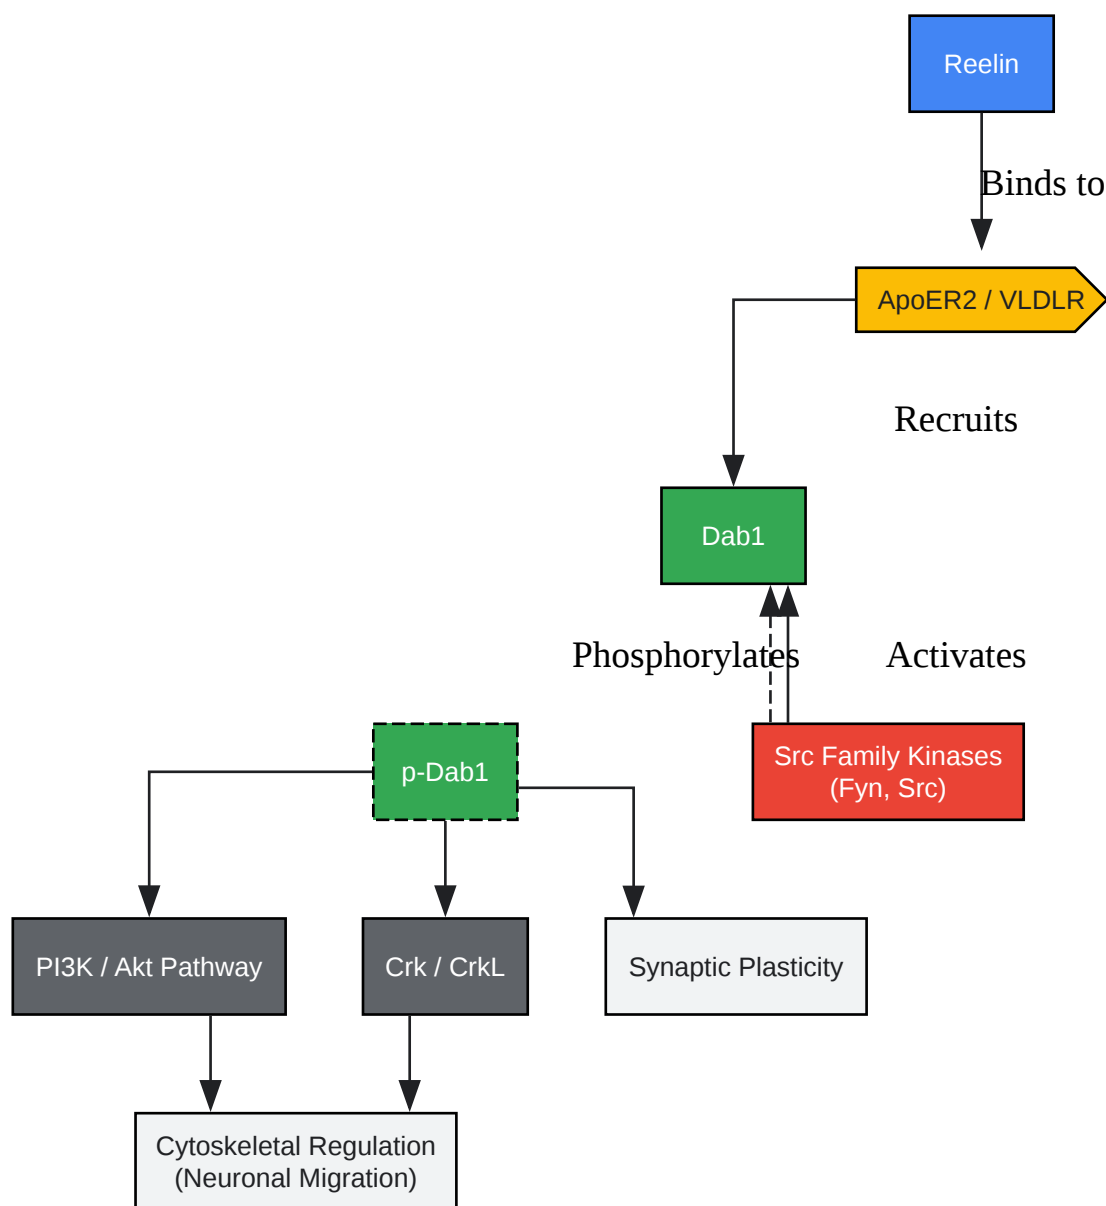 Reelin
Binds to
ApoER2 / VLDLR
Recruits
Dab1
Phosphorylates
Activates
Src Family Kinases
(Fyn, Src)
p-Dab1
PI3K / Akt Pathway
Crk / CrkL
Synaptic Plasticity
Cytoskeletal Regulation
(Neuronal Migration)